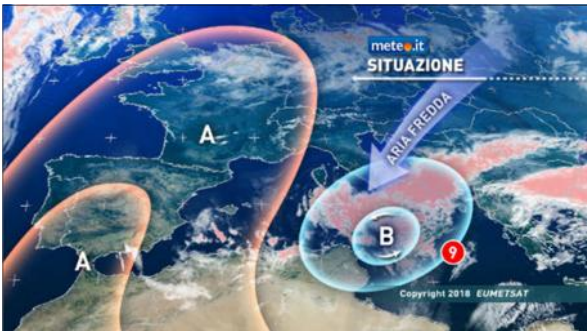 meteo.it
SITUAZIONE
ARIA FREDDA
A
A
B
9
Copyright 2018 EUMETSAT